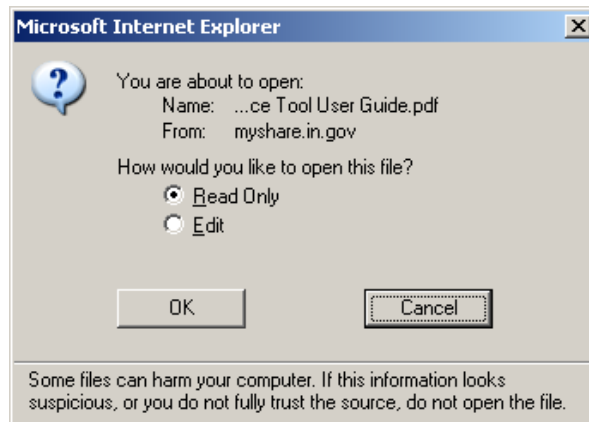 Microsoft Internet Explorer
You are about to open:
Name: ...ce Tool User Guide.pdf
From: myshare.in.gov
How would you like to open this file?
Read Only
Edit
OK
Cancel
Some files can harm your computer. If this information looks
suspicious, or you do not fully trust the source, do not open the file.